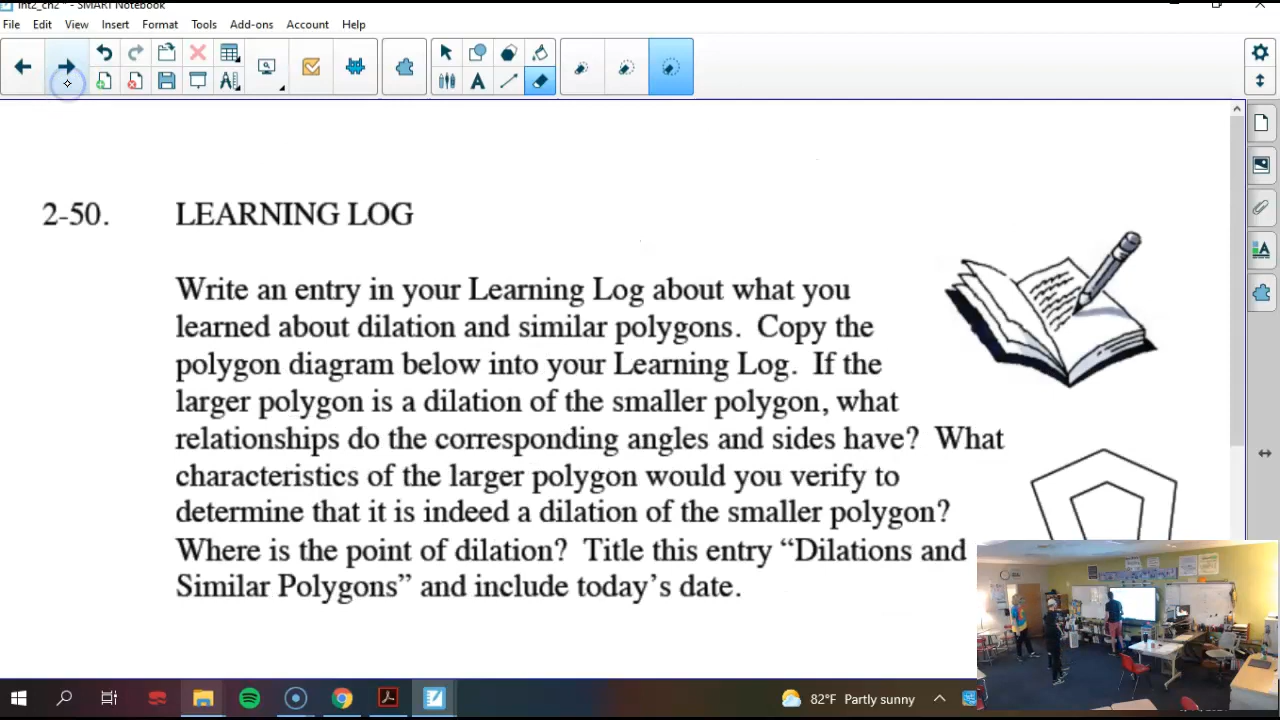 int2_ch2 * - SMART Notebook
File Edit View Insert Format Tools Add-ons Account Help
2-50. LEARNING LOG
Write an entry in your Learning Log about what you
learned about dilation and similar polygons. Copy the
polygon diagram below into your Learning Log. If the
larger polygon is a dilation of the smaller polygon, what
relationships do the corresponding angles and sides have? What
characteristics of the larger polygon would you verify to
determine that it is indeed a dilation of the smaller polygon?
Where is the point of dilation? Title this entry “Dilations and
Similar Polygons” and include today’s date.
82°F Partly sunny